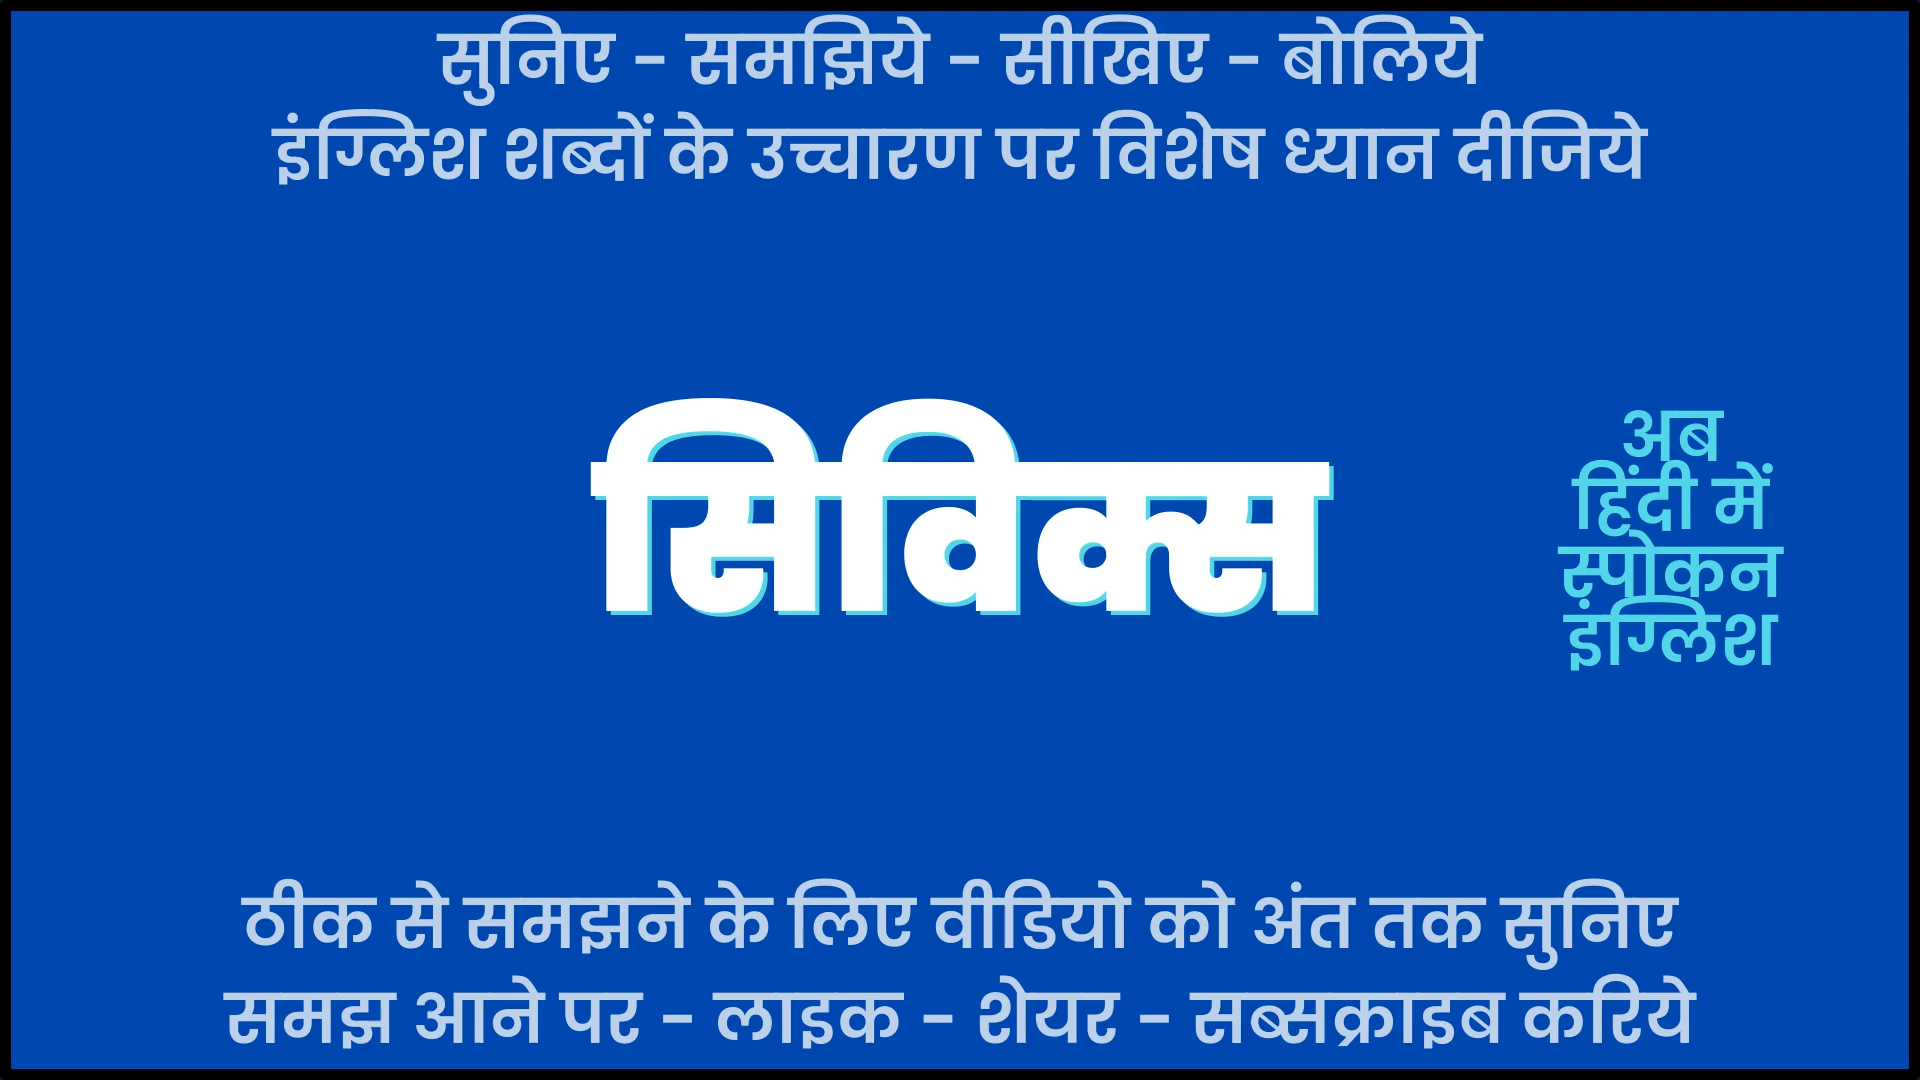 सुनिए - समझिये - सीखिए - बोलिये
इंग्लिश शब्दों के उच्चारण पर विशेष ध्यान दीजिये
सिविक्स
अब
हिंदी में
स्पोकन
इंग्लिश
ठीक से समझने के लिए वीडियो को अंत तक सुनिए
समझ आने पर - लाइक - शेयर - सब्सक्राइब करिये